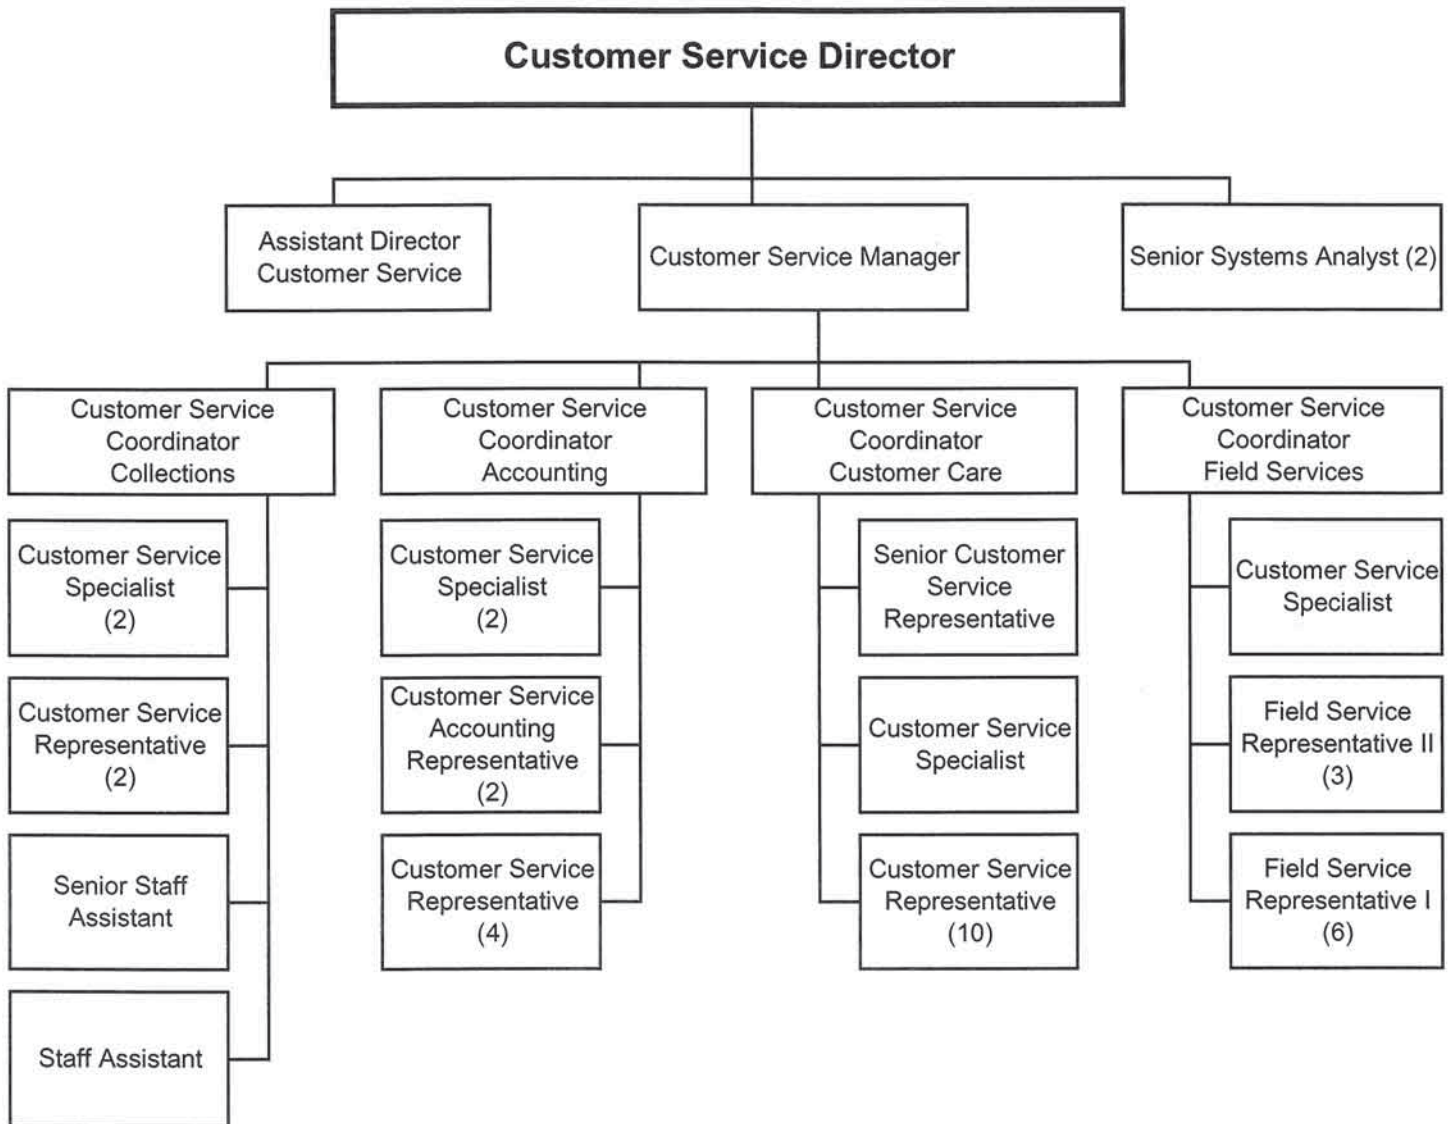 Customer Service Director
Assistant Director
Customer Service
Customer Service Manager
Senior Systems Analyst (2)
Customer Service
Coordinator
Collections
Customer Service
Coordinator
Accounting
Customer Service
Coordinator
Customer Care
Customer Service
Coordinator
Field Services
Customer Service
Specialist
(2)
Customer Service
Specialist
(2)
Senior Customer
Service
Representative
Customer Service
Specialist
Customer Service
Representative
(2)
Customer Service
Accounting
Representative
(2)
Customer Service
Specialist
Field Service
Representative II
(3)
Senior Staff
Assistant
Customer Service
Representative
(4)
Customer Service
Representative
(10)
Field Service
Representative I
(6)
Staff Assistant